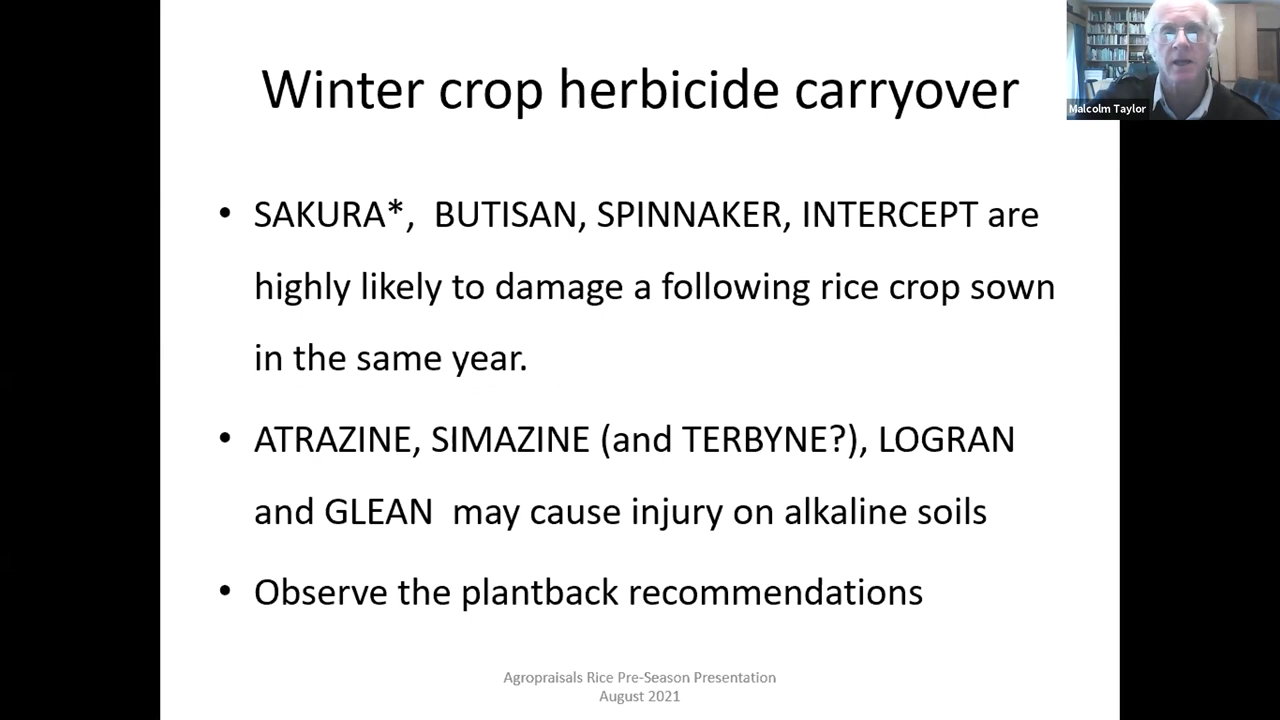 Winter crop herbicide carryover
Malcolm Taylor
• SAKURA*,  BUTISAN, SPINNAKER, INTERCEPT are
highly likely to damage a following rice crop sown
in the same year.
• ATRAZINE, SIMAZINE (and TERBYNE?), LOGRAN
and GLEAN  may cause injury on alkaline soils
• Observe the plantback recommendations
Agropraisals Rice Pre-Season Presentation
August 2021